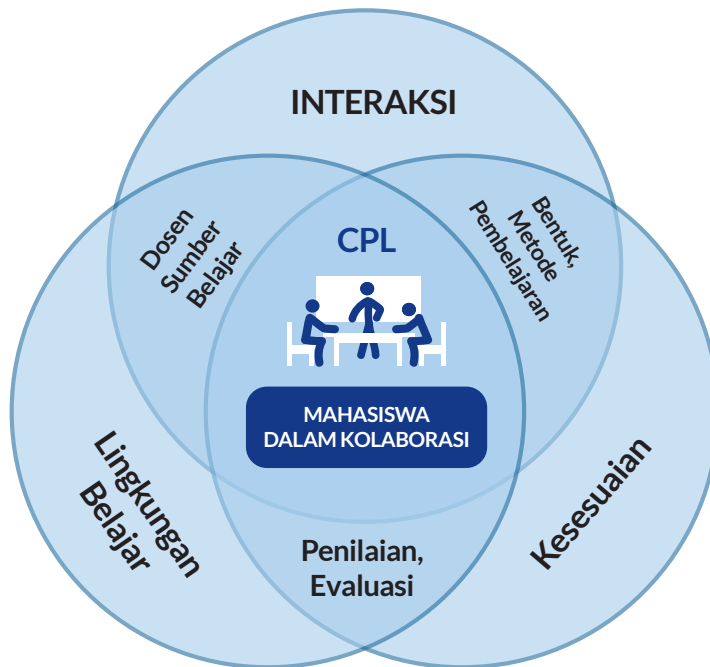 INTERAKSI
Dosen
Sumber
Belajar
Bentuk,
Metode
Pembelajaran
CPL
MAHASISWA
DALAM KOLABORASI
Lingkungan
Belajar
Kesesuaian
Penilaian,
Evaluasi